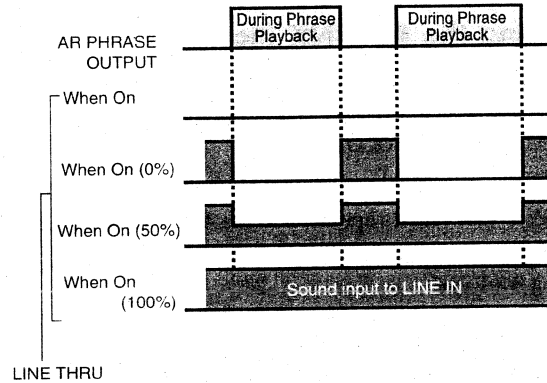 During Phrase
Playback
During Phrase
Playback
AR PHRASE
OUTPUT
When On
When On (0%)
When On (50%)
When On
(100%)
Sound input to LINE IN
LINE THRU